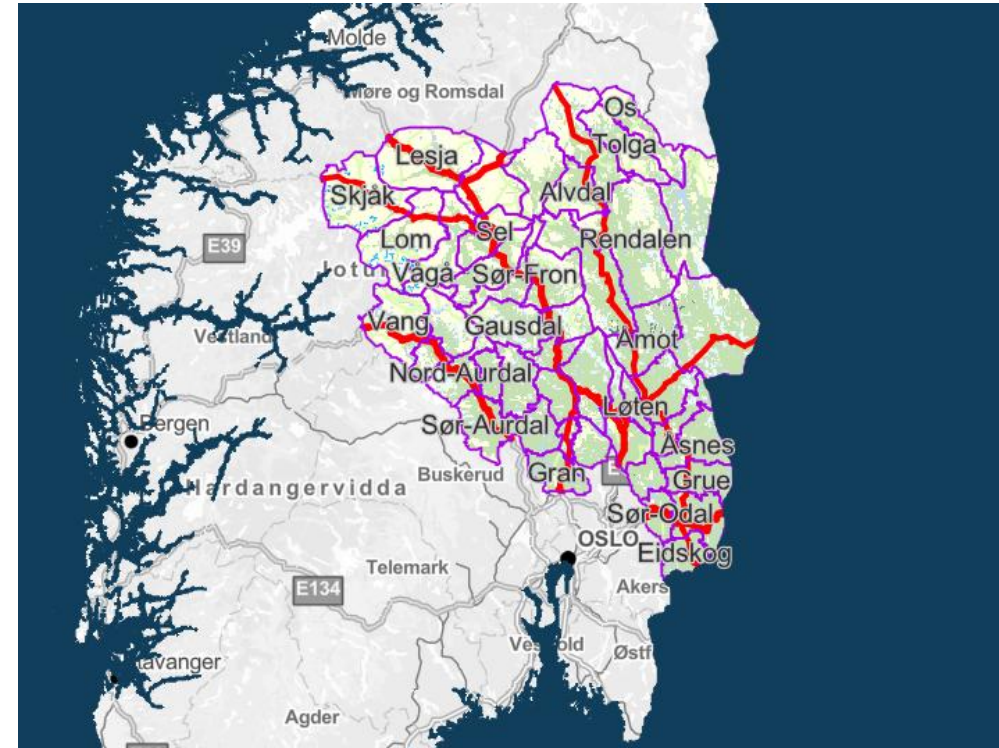 Molde
Møre og Romsdal
Os
Tolga
Lesja
Alvdal
Skjåk
Sel
Rendalen
Lom
E39
Jotu
Vågå
Sør-Fron
Vang
Gausdal
Vestland
Åmot
Nord-Aurdal
Løten
Sør-Aurdal
Bergen
Åsnes
Buskerud
Gran
E
Grue
Hardangervidda
Sør-Odal
OSLO
Eidskog
Telemark
E134
Akers
Vestfold
Østf
tavanger
Agder